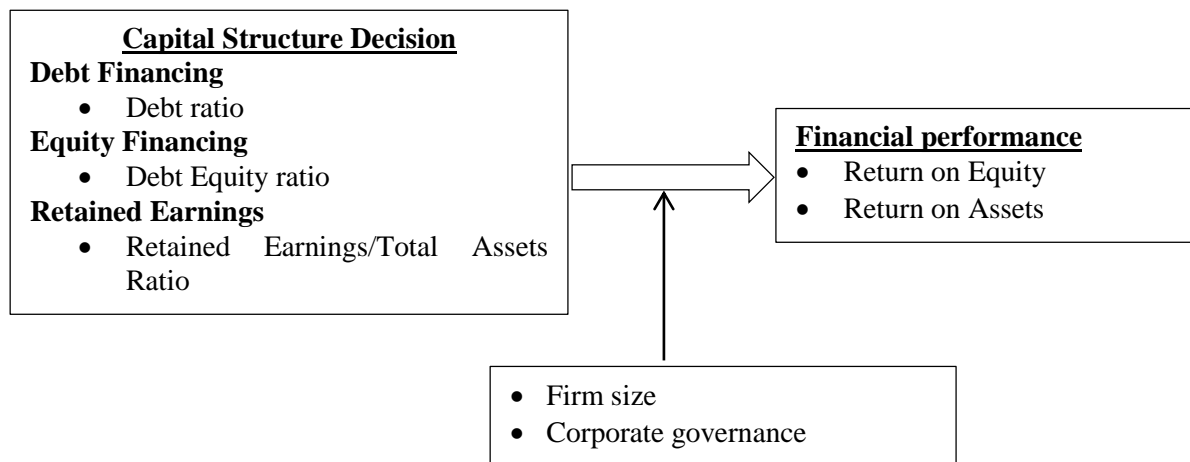 Capital Structure Decision
Debt Financing
• Debt ratio
Equity Financing
• Debt Equity ratio
Retained Earnings
• Retained Earnings/Total Assets
Ratio
Financial performance
• Return on Equity
• Return on Assets
• Firm size
• Corporate governance